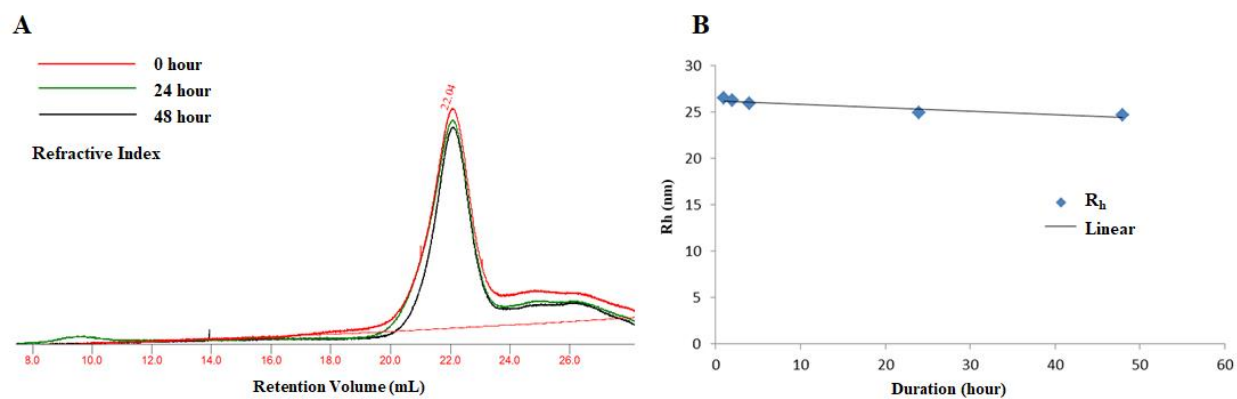 A
0 hour
24 hour
48 hour
Refractive Index
22.04
8.0 10.0 12.0 14.0 16.0 18.0 20.0 22.0 24.0 26.0
Retention Volume (mL)
B
30
25
20
15
10
5
0
Rh (nm)
Rh
Linear
0 10 20 30 40 50 60
Duration (hour)